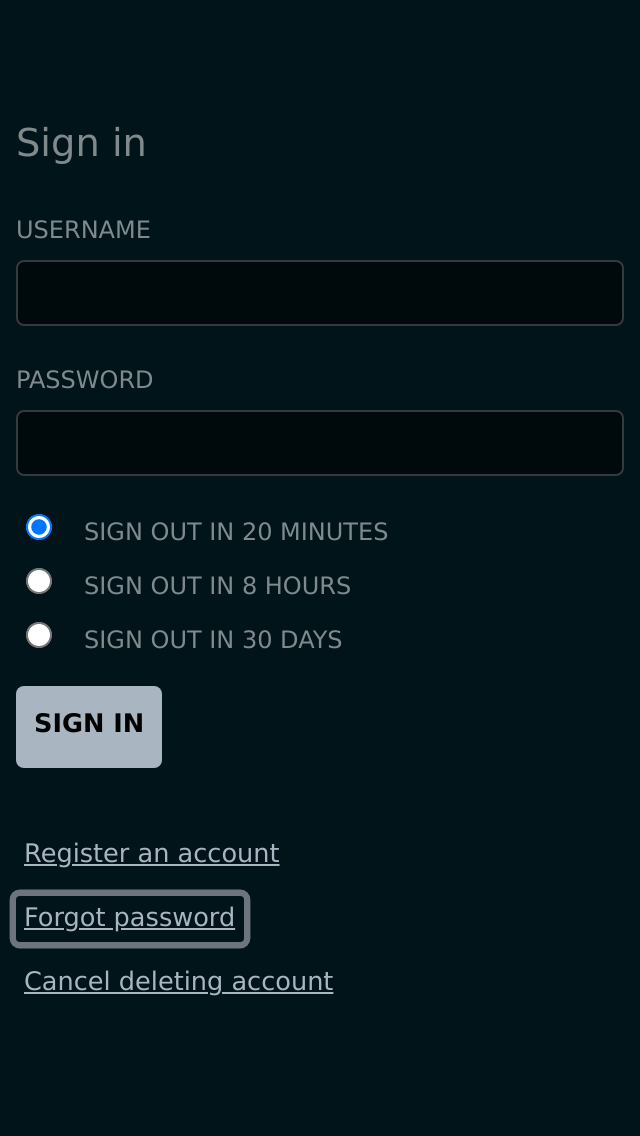 Sign in
USERNAME
PASSWORD
SIGN OUT IN 20 MINUTES
SIGN OUT IN 8 HOURS
SIGN OUT IN 30 DAYS
SIGN IN
Register an account
Forgot password
Cancel deleting account